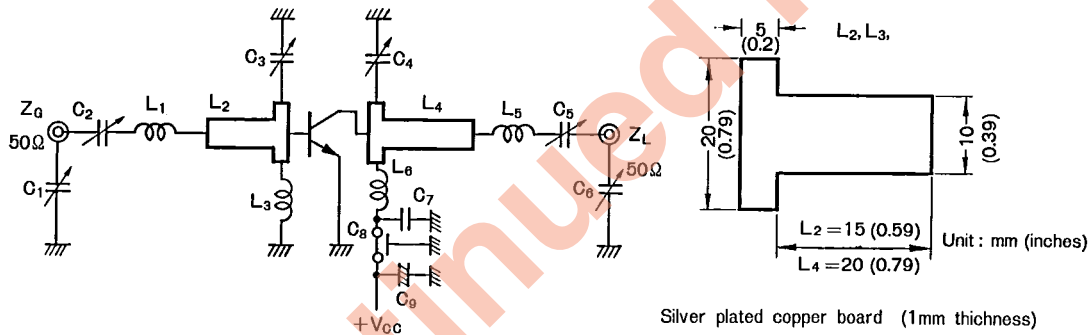 C3
C4
ZG
50Ω
C2
L1
L2
L4
L5
C5
ZL
50Ω
C1
L3
L6
C7
C8
C9
C6
+VCC
5
(0.2)
L2, L3,
20
(0.79)
10
(0.39)
L2 = 15 (0.59)
L4 = 20 (0.79)
Unit : mm (inches)
Silver plated copper board (1mm thichness)
tinued